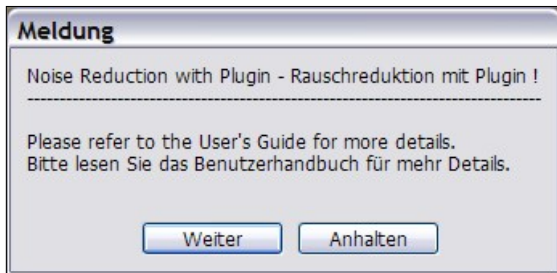 Meldung
Noise Reduction with Plugin - Rauschreduktion mit Plugin !
--------------------------------------------------------------------------------
Please refer to the User's Guide for more details.
Bitte lesen Sie das Benutzerhandbuch für mehr Details.
Weiter Anhalten